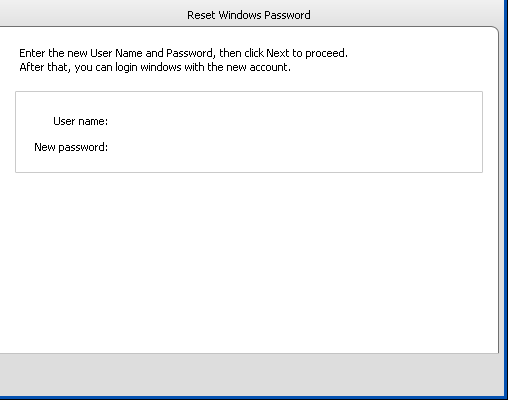 Reset Windows Password
Enter the new User Name and Password, then click Next to proceed.
After that, you can login windows with the new account.
User name:
New password: